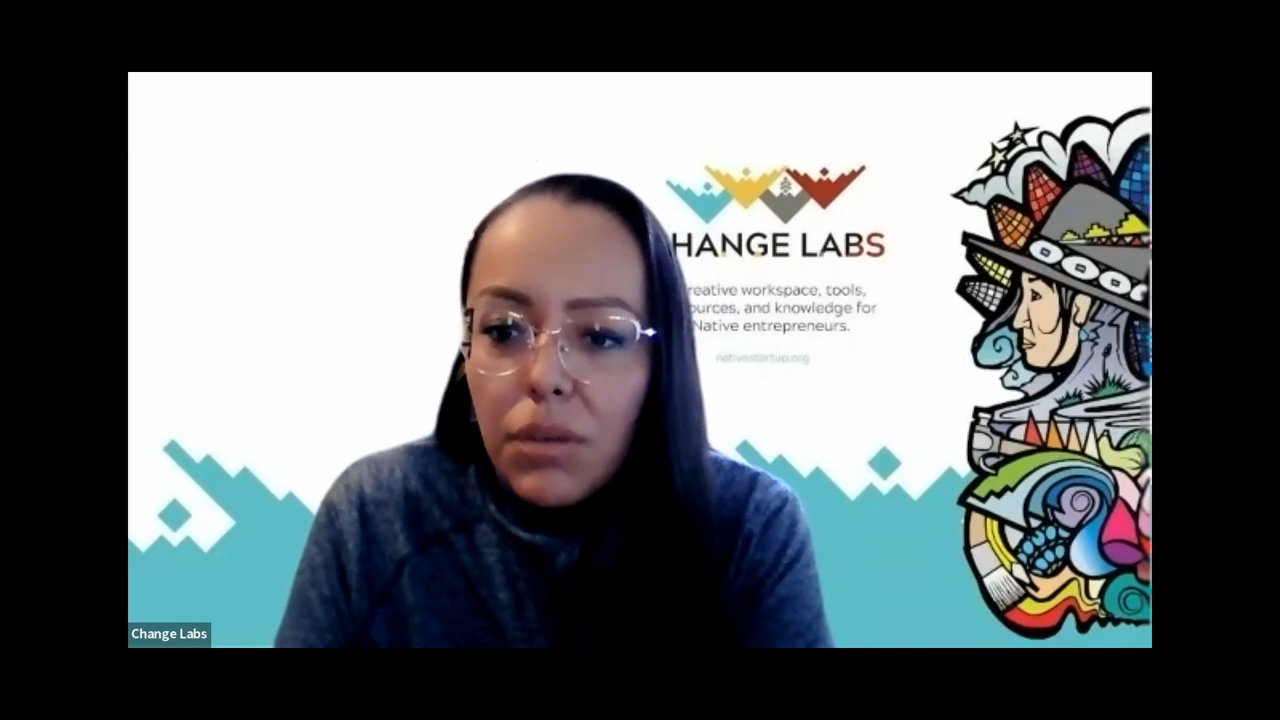 HANGE LABS
reative workspace, tools,
ources, and knowledge for
Native entrepreneurs.
nativestartup.org
Change Labs